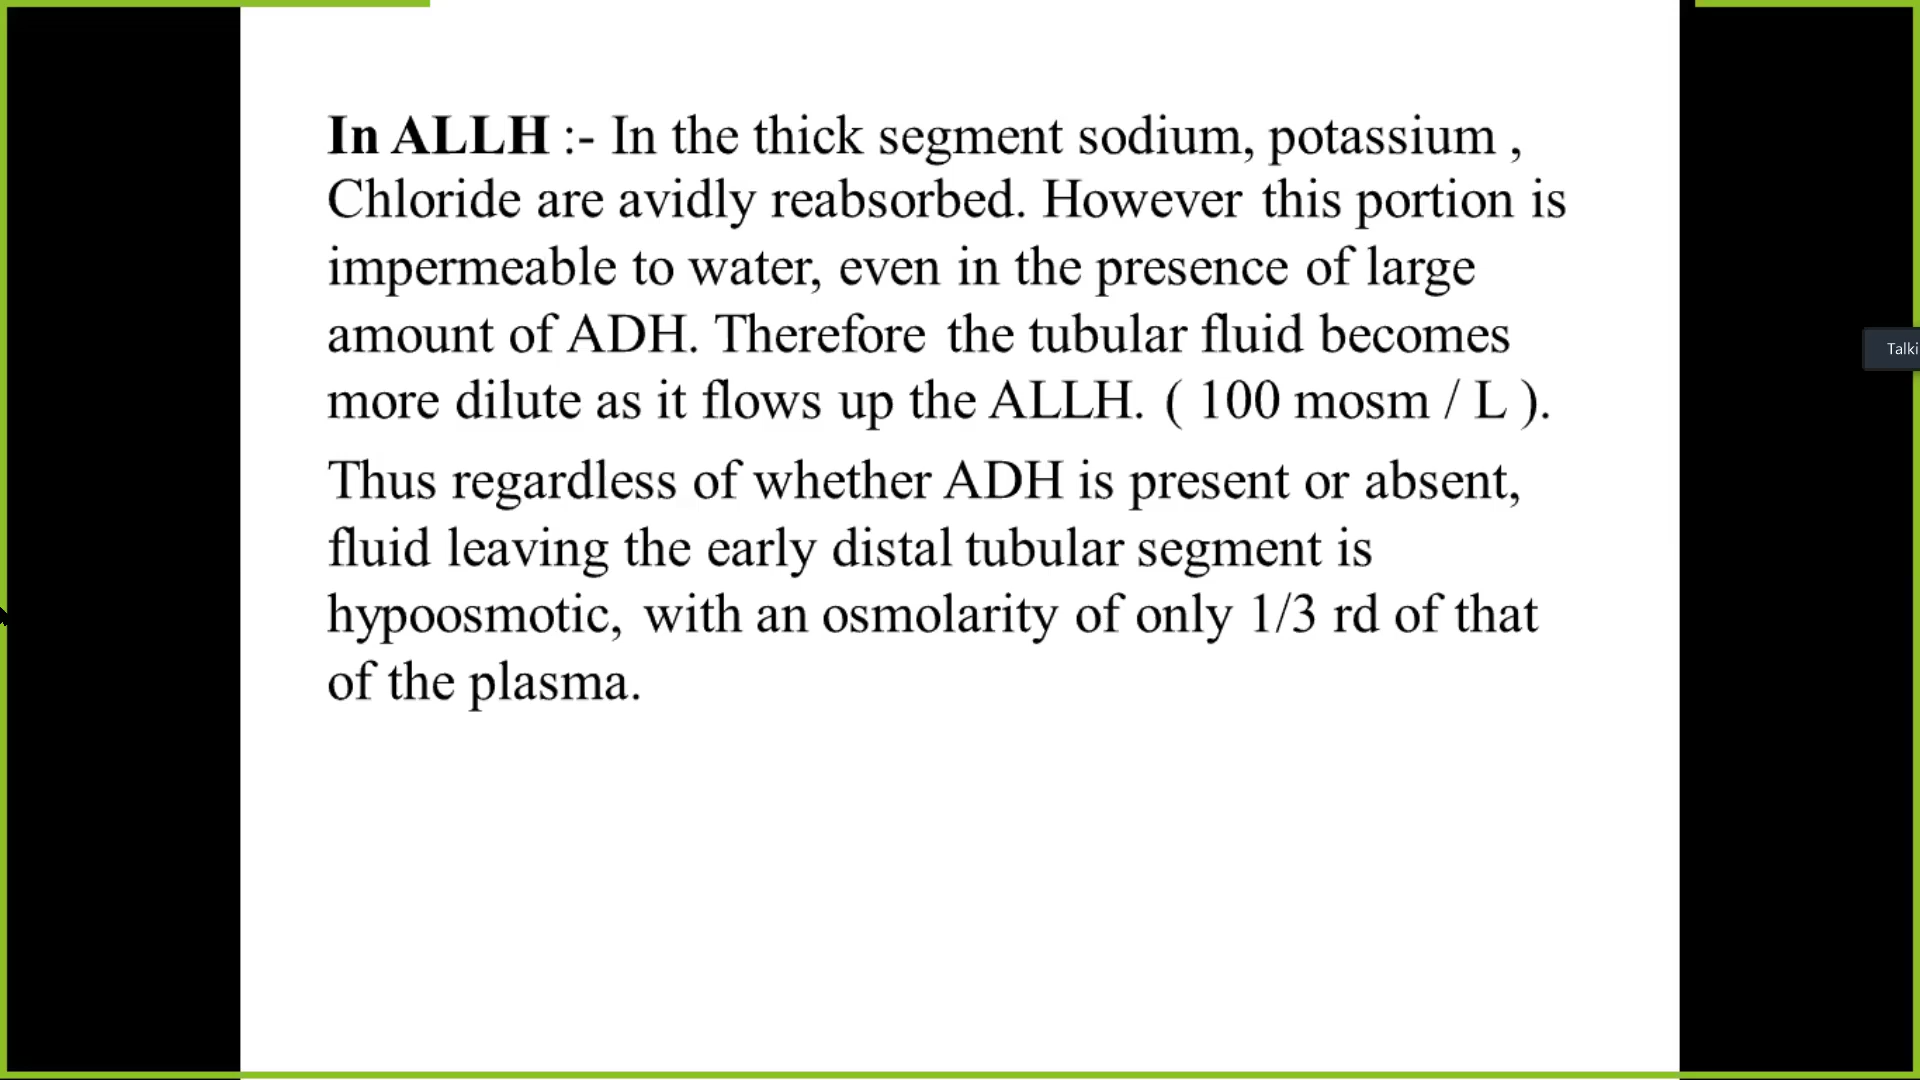 In ALLH :- In the thick segment sodium, potassium ,
Chloride are avidly reabsorbed. However this portion is
impermeable to water, even in the presence of large
amount of ADH. Therefore the tubular fluid becomes
more dilute as it flows up the ALLH. ( 100 mosm / L ).
Thus regardless of whether ADH is present or absent,
fluid leaving the early distal tubular segment is
hypoosmotic, with an osmolarity of only 1/3 rd of that
of the plasma.
Talki